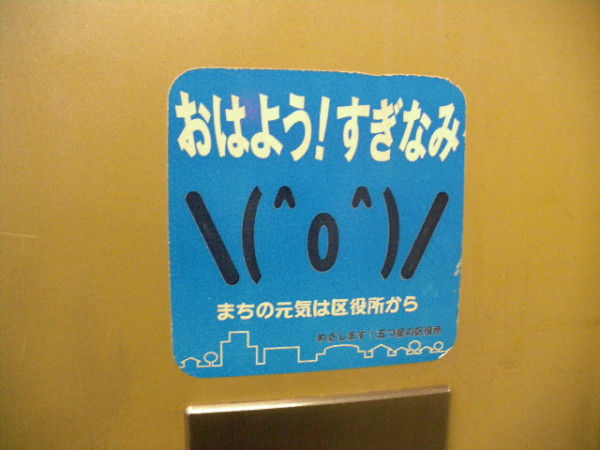 おはよう!すぎなみ
\(^o^)/
まちの元気は区役所から
めざします!五つ星の区役所